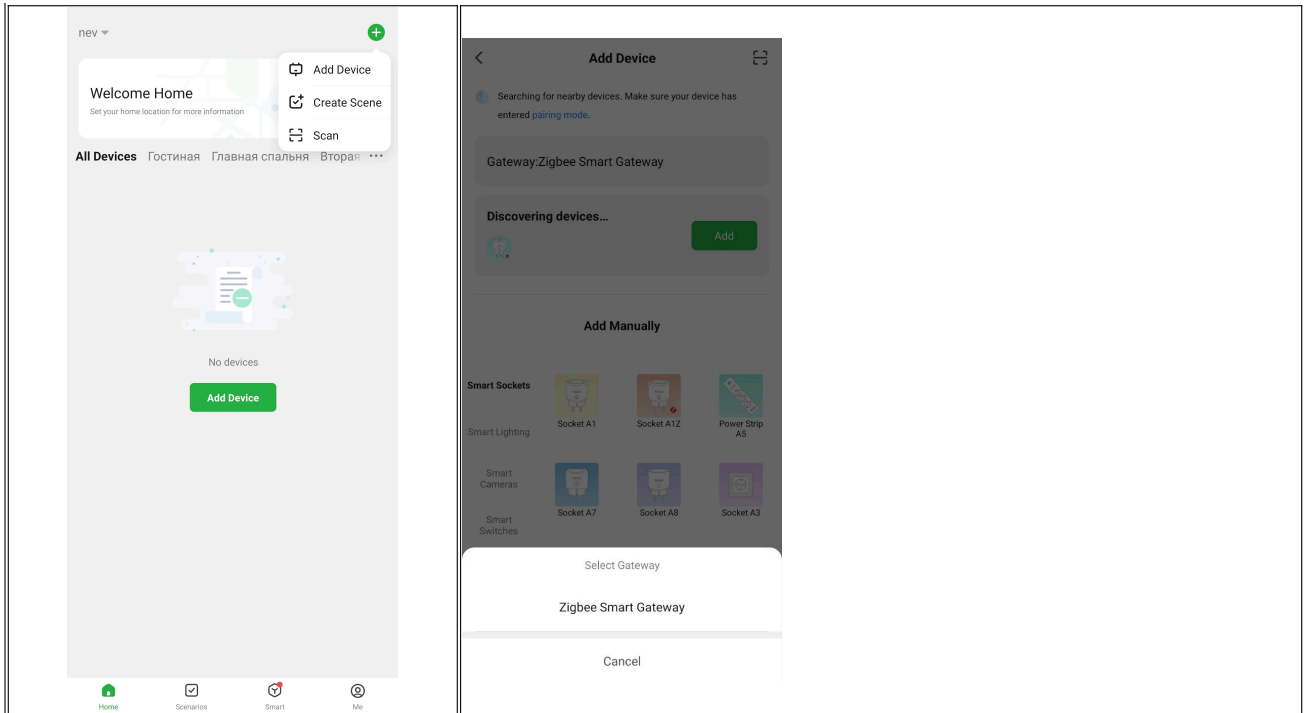 nev
Add Device
Create Scene
Scan
Welcome Home
Set your home location for more information
All Devices Гостиная Главная спальня Вторая ...
No devices
Add Device
Home Scenarios Smart Me
Add Device
Searching for nearby devices. Make sure your device has
entered pairing mode.
Gateway:Zigbee Smart Gateway
Discovering devices...
Add
Add Manually
Smart Sockets
Smart Lighting
Smart
Cameras
Smart
Switches
Socket A1 Socket A1Z Power Strip
A5
Socket A7 Socket A8 Socket A3
Select Gateway
Zigbee Smart Gateway
Cancel